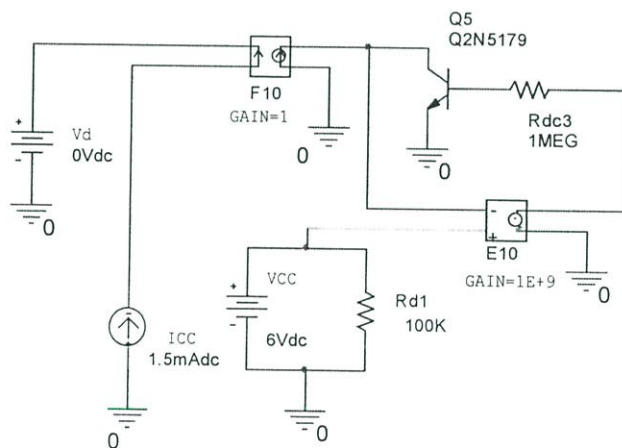 Q5
Q2N5179
F10
GAIN=1
Rdc3
1MEG
+
Vd
-
0Vdc
0
0
0
-
+
E10
GAIN=1E+9
0
+
VCC
-
6Vdc
Rd1
100K
-
ICC
1.5mAdc
0
0